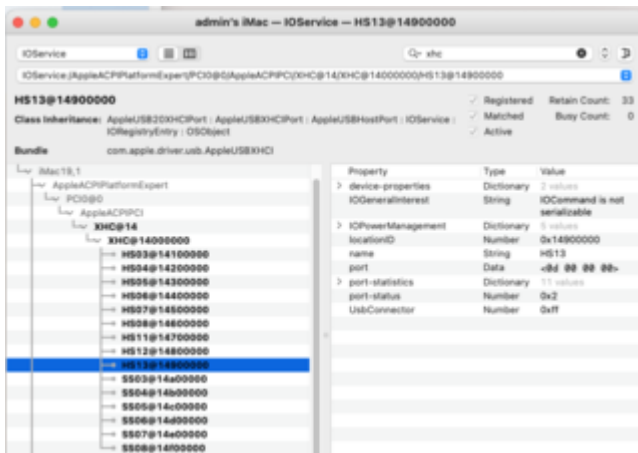 admin's iMac — IOService — HS13@14900000
IOService
xhc
IOService:/AppleACPIPlatformExpert/PCI0@0/AppleACPIPCI/XHC@14/XHC@14000000/HS13@14900000
HS13@14900000
Registered Retain Count: 33
Class Inheritance: AppleUSB20XHCIPort : AppleUSBXHCIPort : AppleUSBHostPort : IOService : IORegistryEntry : OSObject
Matched Busy Count: 0
Active
Bundle com.apple.driver.usb.AppleUSBXHCI
iMac19,1
AppleACPIPlatformExpert
PCI0@0
AppleACPIPCI
XHC@14
XHC@14000000
HS03@14100000
HS04@14200000
HS05@14300000
HS06@14400000
HS07@14500000
HS08@14600000
HS11@14700000
HS12@14800000
HS13@14900000
SS03@14a00000
SS04@14b00000
SS05@14c00000
SS06@14d00000
SS07@14e00000
SS08@14f00000
Property Type Value
device-properties Dictionary 2 values
IOGeneralInterest String IOCommand is not serializable
IOPowerManagement Dictionary 5 values
locationID Number 0x14900000
name String HS13
port Data <0d 00 00 00>
port-statistics Dictionary 11 values
port-status Number 0x2
UsbConnector Number 0xff